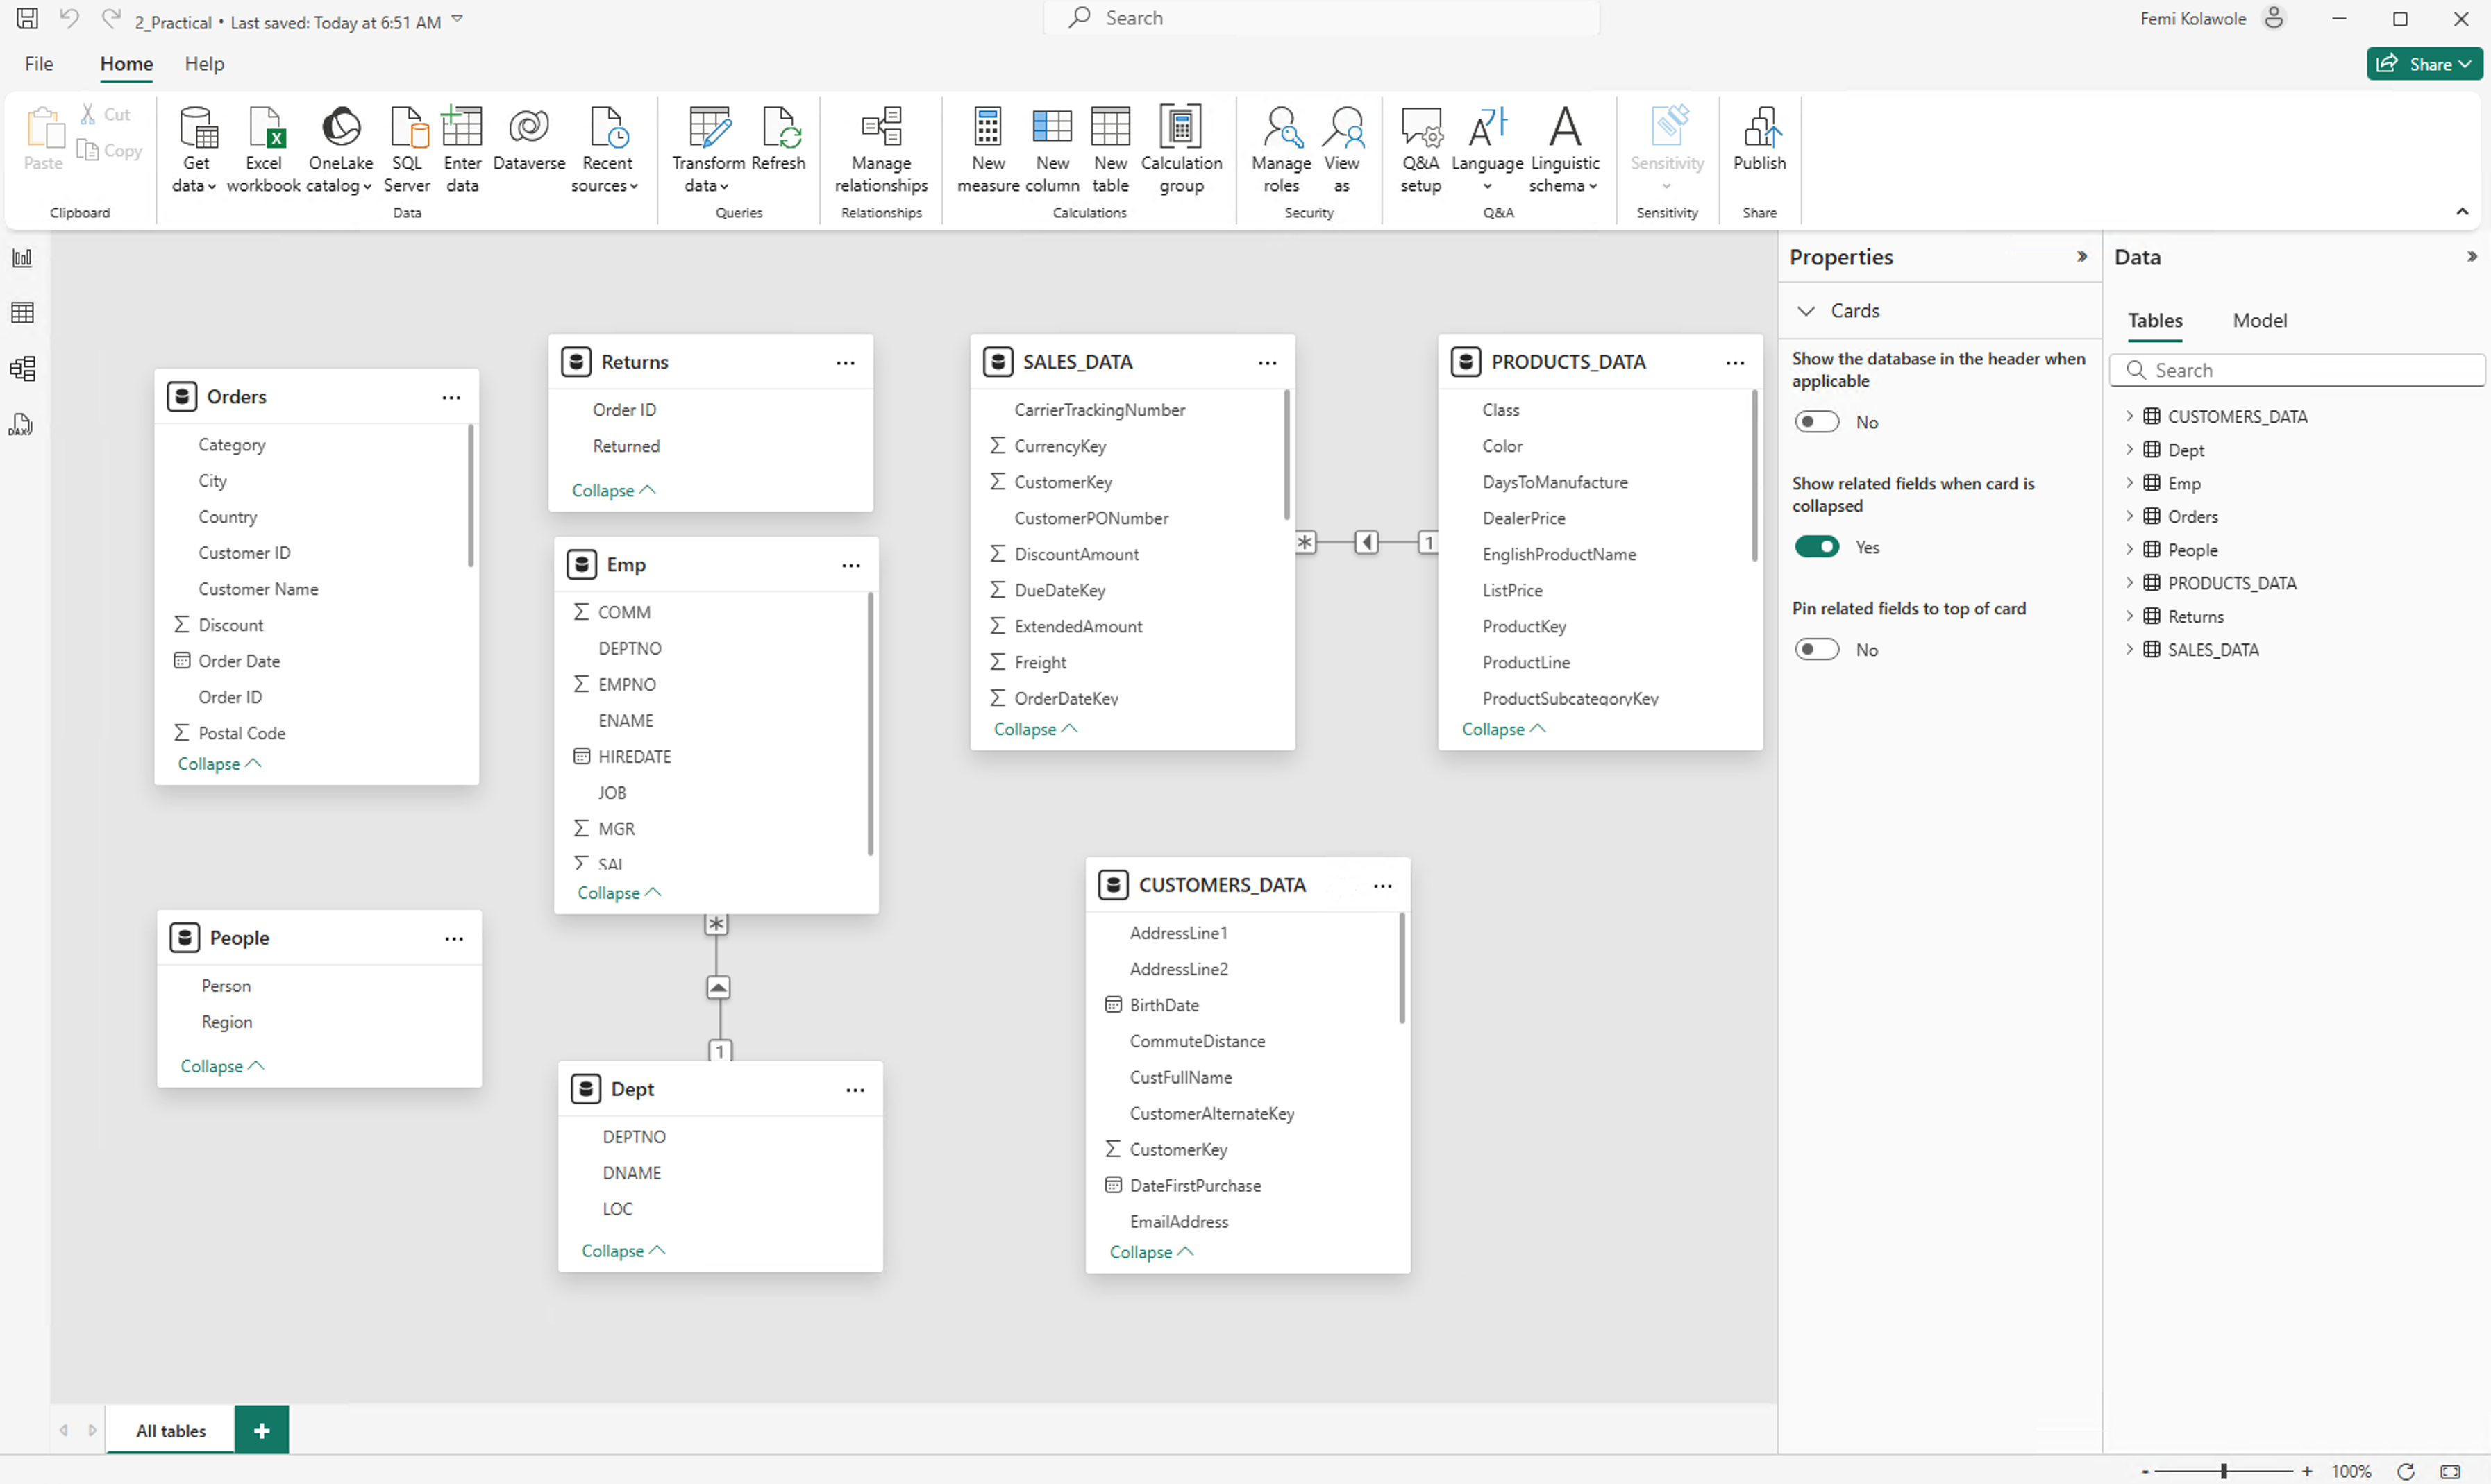 2_Practical • Last saved: Today at 6:51 AM
Search
Femi Kolawole
File
Home
Help
Share
Paste
Cut
Copy
Clipboard
Get data
Excel workbook
OneLake catalog
SQL Server
Enter data
Dataverse
Recent sources
Data
Transform data
Refresh
Queries
Manage relationships
Relationships
New measure
New column
New table
Calculation group
Calculations
Manage roles
View as
Security
Q&A setup
Language
Linguistic schema
Q&A
Sensitivity
Sensitivity
Publish
Share
DAX
Orders
Category
City
Country
Customer ID
Customer Name
Discount
Order Date
Order ID
Postal Code
Collapse
People
Person
Region
Collapse
Returns
Order ID
Returned
Collapse
Emp
COMM
DEPTNO
EMPNO
ENAME
HIREDATE
JOB
MGR
SAL
Collapse
*
1
Dept
DEPTNO
DNAME
LOC
Collapse
SALES_DATA
CarrierTrackingNumber
CurrencyKey
CustomerKey
CustomerPONumber
DiscountAmount
DueDateKey
ExtendedAmount
Freight
OrderDateKey
Collapse
* 1
PRODUCTS_DATA
Class
Color
DaysToManufacture
DealerPrice
EnglishProductName
ListPrice
ProductKey
ProductLine
ProductSubcategoryKey
Collapse
CUSTOMERS_DATA
AddressLine1
AddressLine2
BirthDate
CommuteDistance
CustFullName
CustomerAlternateKey
CustomerKey
DateFirstPurchase
EmailAddress
Collapse
Properties
Cards
Show the database in the header when
applicable
No
Show related fields when card is
collapsed
Yes
Pin related fields to top of card
No
Data
Tables
Model
Search
CUSTOMERS_DATA
Dept
Emp
Orders
People
PRODUCTS_DATA
Returns
SALES_DATA
All tables
+
- + 100%